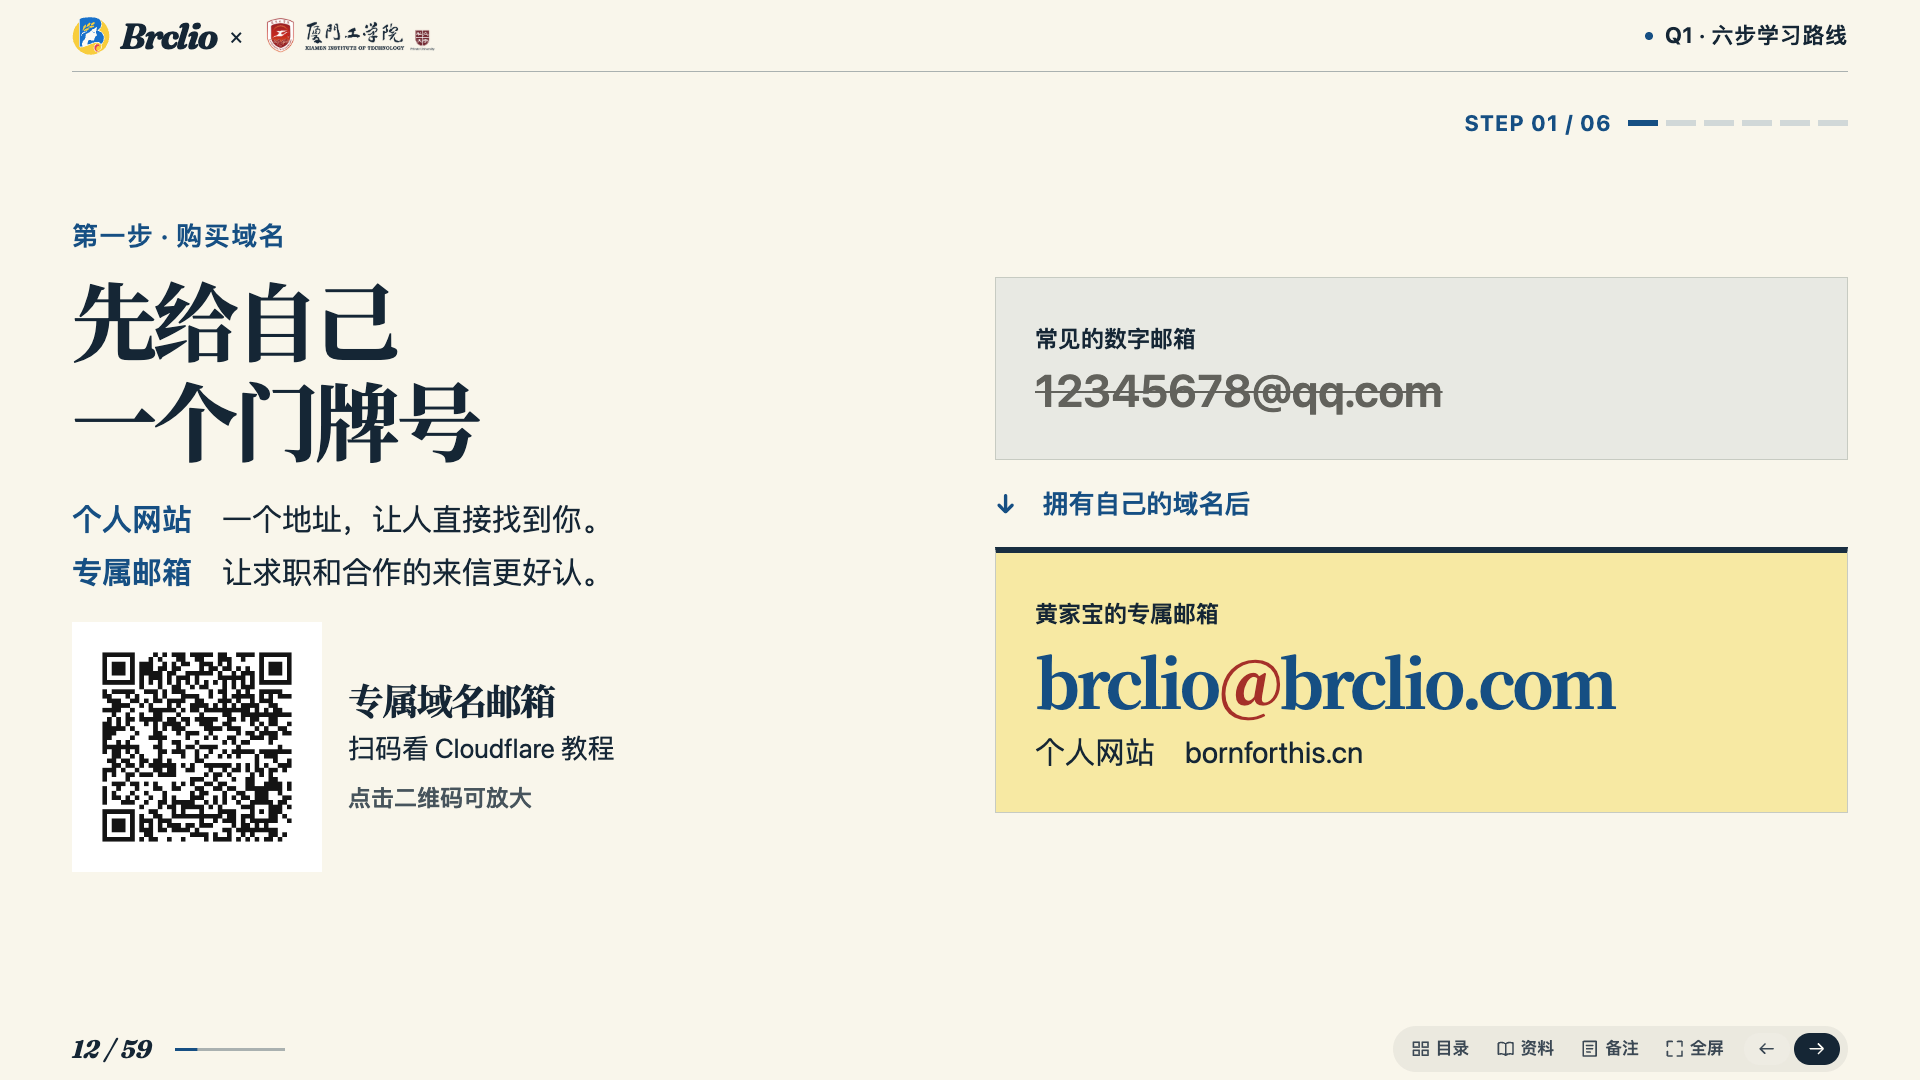 Brclio ×
厦門工学院
XIAMEN INSTITUTE OF TECHNOLOGY
Q1 · 六步学习路线
STEP 01 / 06
第一步 · 购买域名
先给自己
一个门牌号
个人网站 一个地址，让人直接找到你。
专属邮箱 让求职和合作的来信更好认。
专属域名邮箱
扫码看 Cloudflare 教程
点击二维码可放大
常见的数字邮箱
12345678@qq.com
↓ 拥有自己的域名后
黄家宝的专属邮箱
brclio@brclio.com
个人网站 bornforthis.cn
12 / 59
目录 资料 备注 全屏 ← →